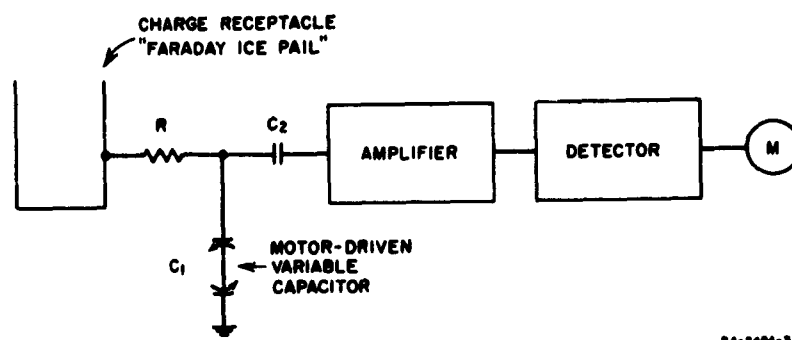 CHARGE RECEPTACLE
"FARADAY ICE PAIL"
R
C2
AMPLIFIER
DETECTOR
M
C1
MOTOR-DRIVEN
VARIABLE
CAPACITOR